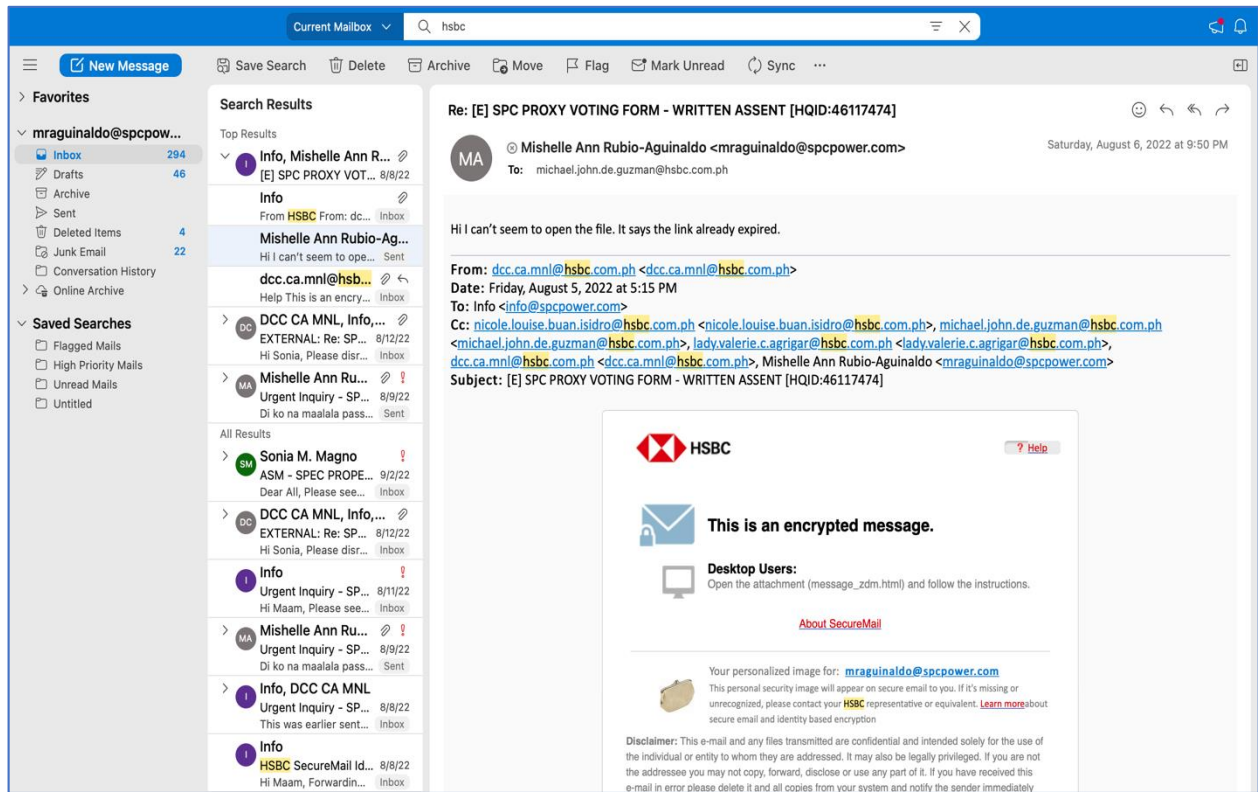 Current Mailbox hsbc
New Message Save Search Delete Archive Move Flag Mark Unread Sync ...
Favorites
mraguinaldo@spcpow...
Inbox 294
Drafts 46
Archive
Sent
Deleted Items 4
Junk Email 22
Conversation History
Online Archive
Saved Searches
Flagged Mails
High Priority Mails
Unread Mails
Untitled
Search Results
Top Results
I Info, Mishelle Ann R...
[E] SPC PROXY VOT... 8/8/22
Info
From HSBC From: dc... Inbox
Mishelle Ann Rubio-Ag...
Hi I can't seem to ope... Sent
dcc.ca.mnl@hsb...
Help This is an encry... Inbox
DC DCC CA MNL, Info,...
EXTERNAL: Re: SP... 8/12/22
Hi Sonia, Please disr... Inbox
MA Mishelle Ann Ru... !
Urgent Inquiry - SP... 8/9/22
Di ko na maalala pass... Sent
All Results
SM Sonia M. Magno !
ASM - SPEC PROPE... 9/2/22
Dear All, Please see... Inbox
DC DCC CA MNL, Info,...
EXTERNAL: Re: SP... 8/12/22
Hi Sonia, Please disr... Inbox
I Info !
Urgent Inquiry - SP... 8/11/22
Hi Maam, Please see... Inbox
MA Mishelle Ann Ru... !
Urgent Inquiry - SP... 8/9/22
Di ko na maalala pass... Sent
I Info, DCC CA MNL
Urgent Inquiry - SP... 8/8/22
This was earlier sent... Inbox
I Info
HSBC SecureMail Id... 8/8/22
Hi Maam, Forwardin... Inbox
Re: [E] SPC PROXY VOTING FORM - WRITTEN ASSENT [HQID:46117474]
MA Mishelle Ann Rubio-Aguinaldo <mraguinaldo@spcpower.com> Saturday, August 6, 2022 at 9:50 PM
To: michael.john.de.guzman@hsbc.com.ph
Hi I can't seem to open the file. It says the link already expired.
From: dcc.ca.mnl@hsbc.com.ph <dcc.ca.mnl@hsbc.com.ph>
Date: Friday, August 5, 2022 at 5:15 PM
To: Info <info@spcpower.com>
Cc: nicole.louise.buan.isidro@hsbc.com.ph <nicole.louise.buan.isidro@hsbc.com.ph>, michael.john.de.guzman@hsbc.com.ph
<michael.john.de.guzman@hsbc.com.ph>, lady.valerie.c.agrigar@hsbc.com.ph <lady.valerie.c.agrigar@hsbc.com.ph>,
dcc.ca.mnl@hsbc.com.ph <dcc.ca.mnl@hsbc.com.ph>, Mishelle Ann Rubio-Aguinaldo <mraguinaldo@spcpower.com>
Subject: [E] SPC PROXY VOTING FORM - WRITTEN ASSENT [HQID:46117474]
HSBC ? Help
This is an encrypted message.
Desktop Users:
Open the attachment (message_zdm.html) and follow the instructions.
About SecureMail
Your personalized image for: mraguinaldo@spcpower.com
This personal security image will appear on secure email to you. If it's missing or
unrecognized, please contact your HSBC representative or equivalent. Learn moreabout
secure email and identity based encryption
Disclaimer: This e-mail and any files transmitted are confidential and intended solely for the use of
the individual or entity to whom they are addressed. It may also be legally privileged. If you are not
the addressee you may not copy, forward, disclose or use any part of it. If you have received this
e-mail in error please delete it and all copies from your system and notify the sender immediately